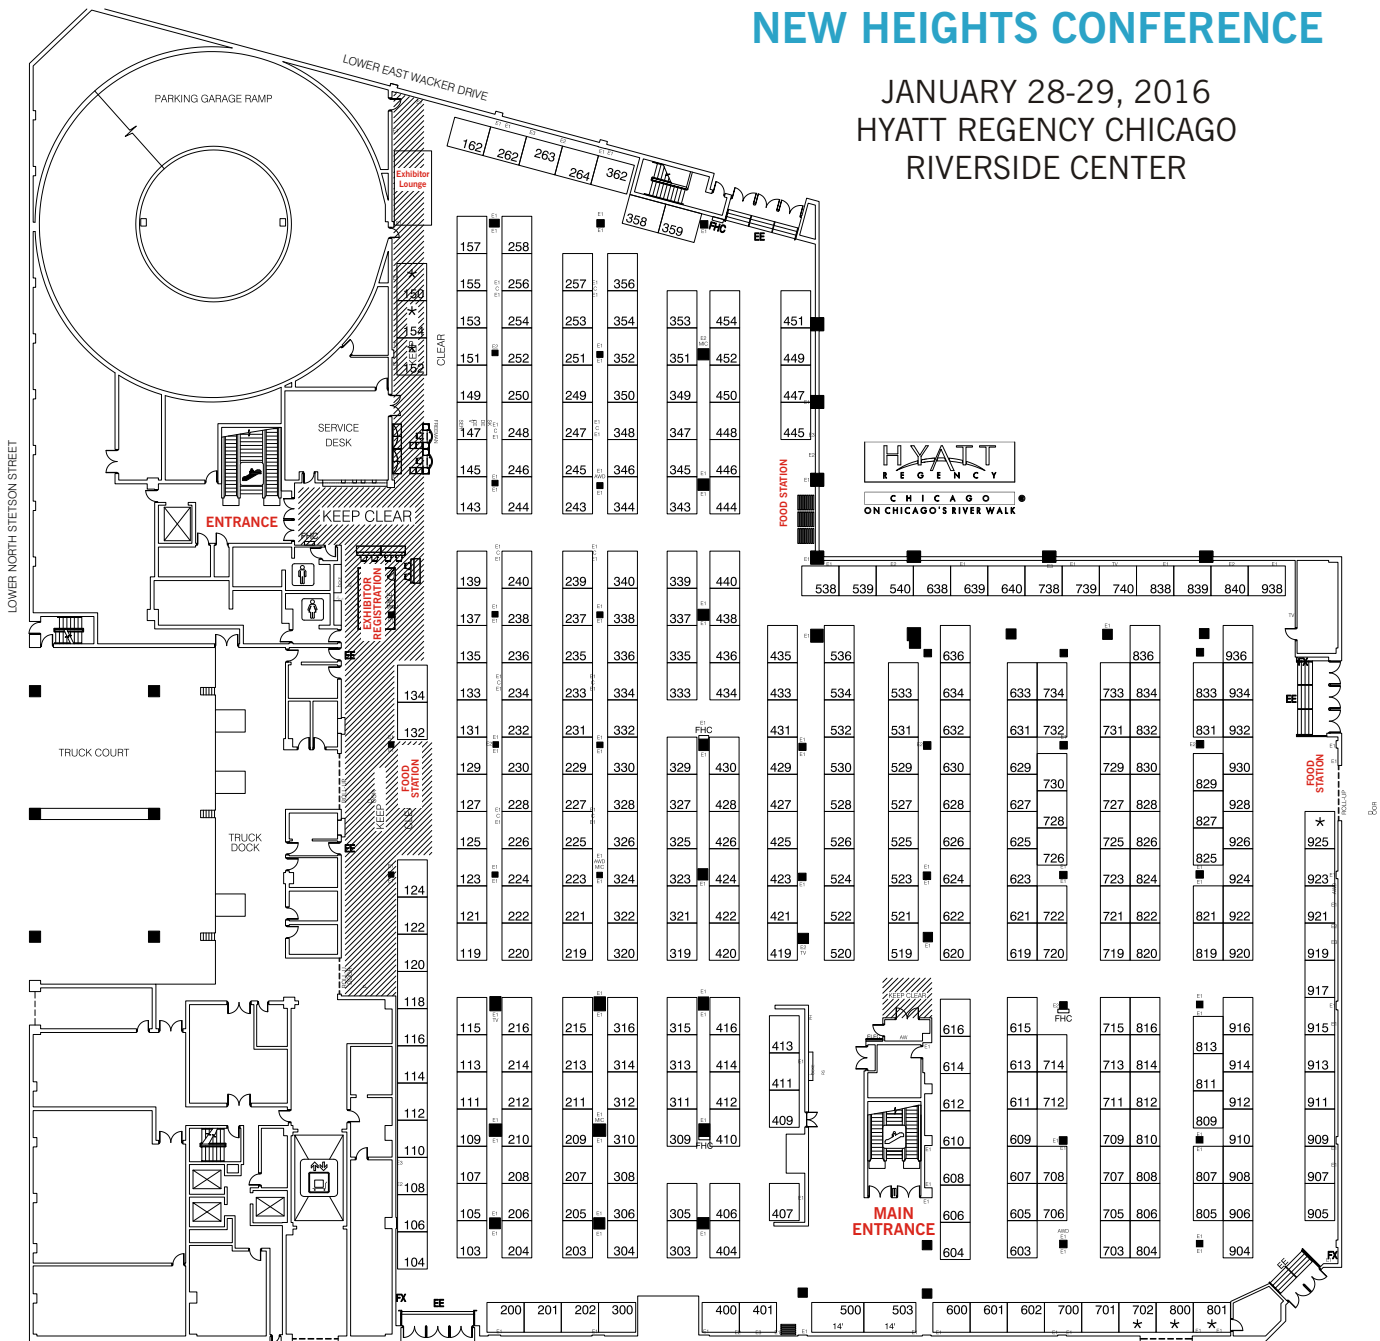 NEW HEIGHTS CONFERENCE
JANUARY 28-29, 2016
HYATT REGENCY CHICAGO
RIVERSIDE CENTER
LOWER EAST WACKER DRIVE
PARKING GARAGE RAMP
Exhibitor
Lounge
162 262 263 264 362
358 359
FHC
EE
157 258
155 256 257 356
150
153 254 253 354 353 454 451
154
151 252 251 352 351 452 449
152
KEEP
CLEAR
149 250 249 350 349 450 447
147 248 247 348 347 448 445
145 246 245 346 345 446
143 244 243 344 343 444
SERVICE
DESK
LOWER NORTH STETSON STREET
ENTRANCE
KEEP CLEAR
FHC
FOOD STATION
HYATT
REGENCY
CHICAGO
ON CHICAGO'S RIVER WALK
EXHIBITOR
REGISTRATION
538 539 540 638 639 640 738 739 740 838 839 840 938
139 240 239 340 339 440
137 238 237 338 337 438
135 236 235 336 335 436 435 536 636 836 936
134
133 234 233 334 333 434 433 534 533 634 633 734 733 834 833 934
132
131 232 231 332 431 532 531 632 631 732 731 832 831 932
FHC
EE
FX
EE
TRUCK COURT
129 230 229 330 329 430 429 530 529 630 629 729 830 930
730 829
FOOD
STATION
FOOD
STATION
KEEP
127 228 227 328 327 428 427 528 527 628 627 727 828 928
728 827
TRUCK
DOCK
EE
125 226 225 326 325 426 425 526 525 626 625 725 826 926 925
726 825
124
123 224 223 324 323 424 423 524 523 624 623 724 723 824 924 923
122
121 222 221 322 321 422 421 522 521 622 621 722 721 822 821 922 921
120
119 220 219 320 319 420 419 520 519 620 619 720 719 820 819 920 919
118
917
KEEP CLEAR
FHC
115 216 215 316 315 416 413 616 615 715 816 813 916 915
116
113 214 213 314 313 414 411 614 613 714 713 814 811 914 913
114
111 212 211 312 311 412 409 612 611 712 711 812 809 912 911
112
109 210 209 310 309 410 610 609 709 810 910 909
110
FHC
107 208 207 308 608 607 708 707 808 807 908 907
108
105 206 205 306 305 406 407 606 605 706 705 806 805 906 905
106
MAIN
ENTRANCE
103 204 203 304 303 404 604 603 703 804 904
104
FX
EE
EE
FX
200 201 202 300 400 401 500 503 600 601 602 700 701 702 800 801
14' 14'